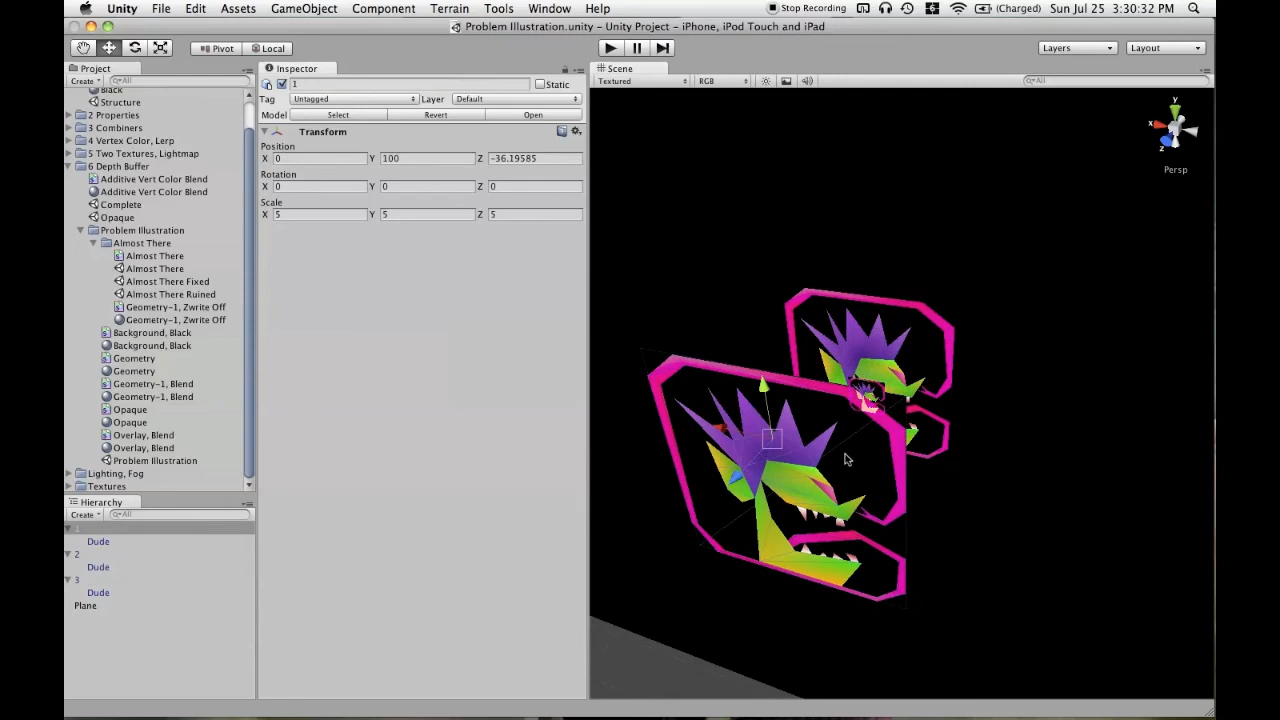 Unity File Edit Assets GameObject Component Terrain Tools Window Help Stop Recording (Charged) Sun Jul 25 3:30:32 PM
Problem Illustration.unity - Unity Project - iPhone, iPod Touch and iPad
Pivot Local Layers Layout
Project
Create All
Black
Structure
2 Properties
3 Combiners
4 Vertex Color, Lerp
5 Two Textures, Lightmap
6 Depth Buffer
Additive Vert Color Blend
Additive Vert Color Blend
Complete
Opaque
Problem Illustration
Almost There
Almost There
Almost There
Almost There Fixed
Almost There Ruined
Geometry-1, Zwrite Off
Geometry-1, Zwrite Off
Background, Black
Background, Black
Geometry
Geometry
Geometry-1, Blend
Geometry-1, Blend
Opaque
Opaque
Overlay, Blend
Overlay, Blend
Problem Illustration
Lighting, Fog
Textures
Hierarchy
Create All
1
Dude
2
Dude
3
Dude
Plane
Inspector
1 Static
Tag Untagged Layer Default
Model Select Revert Open
Transform
Position
X 0 Y 100 Z -36.19585
Rotation
X 0 Y 0 Z 0
Scale
X 5 Y 5 Z 5
Scene
Textured RGB All
y
x
z
Persp